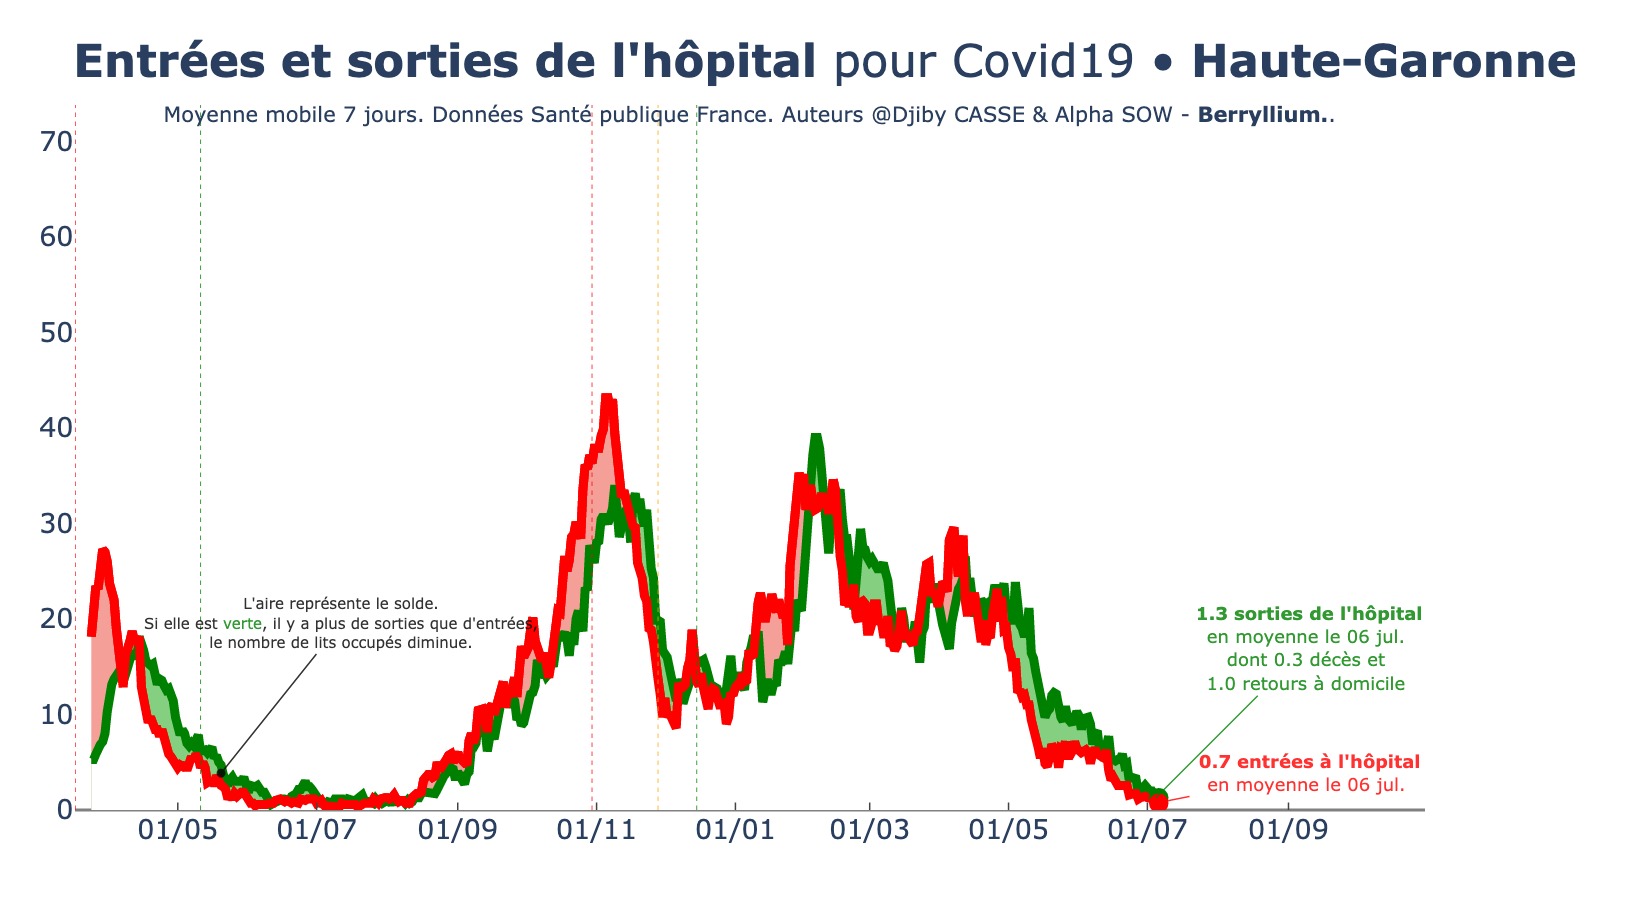 Entrées et sorties de l'hôpital pour Covid19 • Haute-Garonne
Moyenne mobile 7 jours. Données Santé publique France. Auteurs @Djiby CASSE & Alpha SOW - Berryllium..
70
60
50
40
30
20
10
0
L'aire représente le solde.
Si elle est verte, il y a plus de sorties que d'entrées,
le nombre de lits occupés diminue.
1.3 sorties de l'hôpital
en moyenne le 06 jul.
dont 0.3 décès et
1.0 retours à domicile
0.7 entrées à l'hôpital
en moyenne le 06 jul.
01/05 01/07 01/09 01/11 01/01 01/03 01/05 01/07 01/09